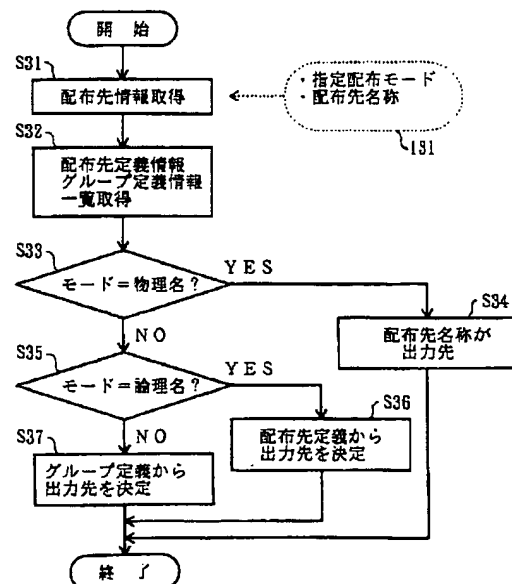 開 始
S31
配布先情報取得
・指定配布モード
・配布先名称
131
S32
配布先定義情報
グループ定義情報
一覧取得
S33
モード＝物理名？
YES
NO
S34
配布先名称が
出力先
S35
モード＝論理名？
YES
NO
S36
配布先定義から
出力先を決定
S37
グループ定義から
出力先を決定
終 了